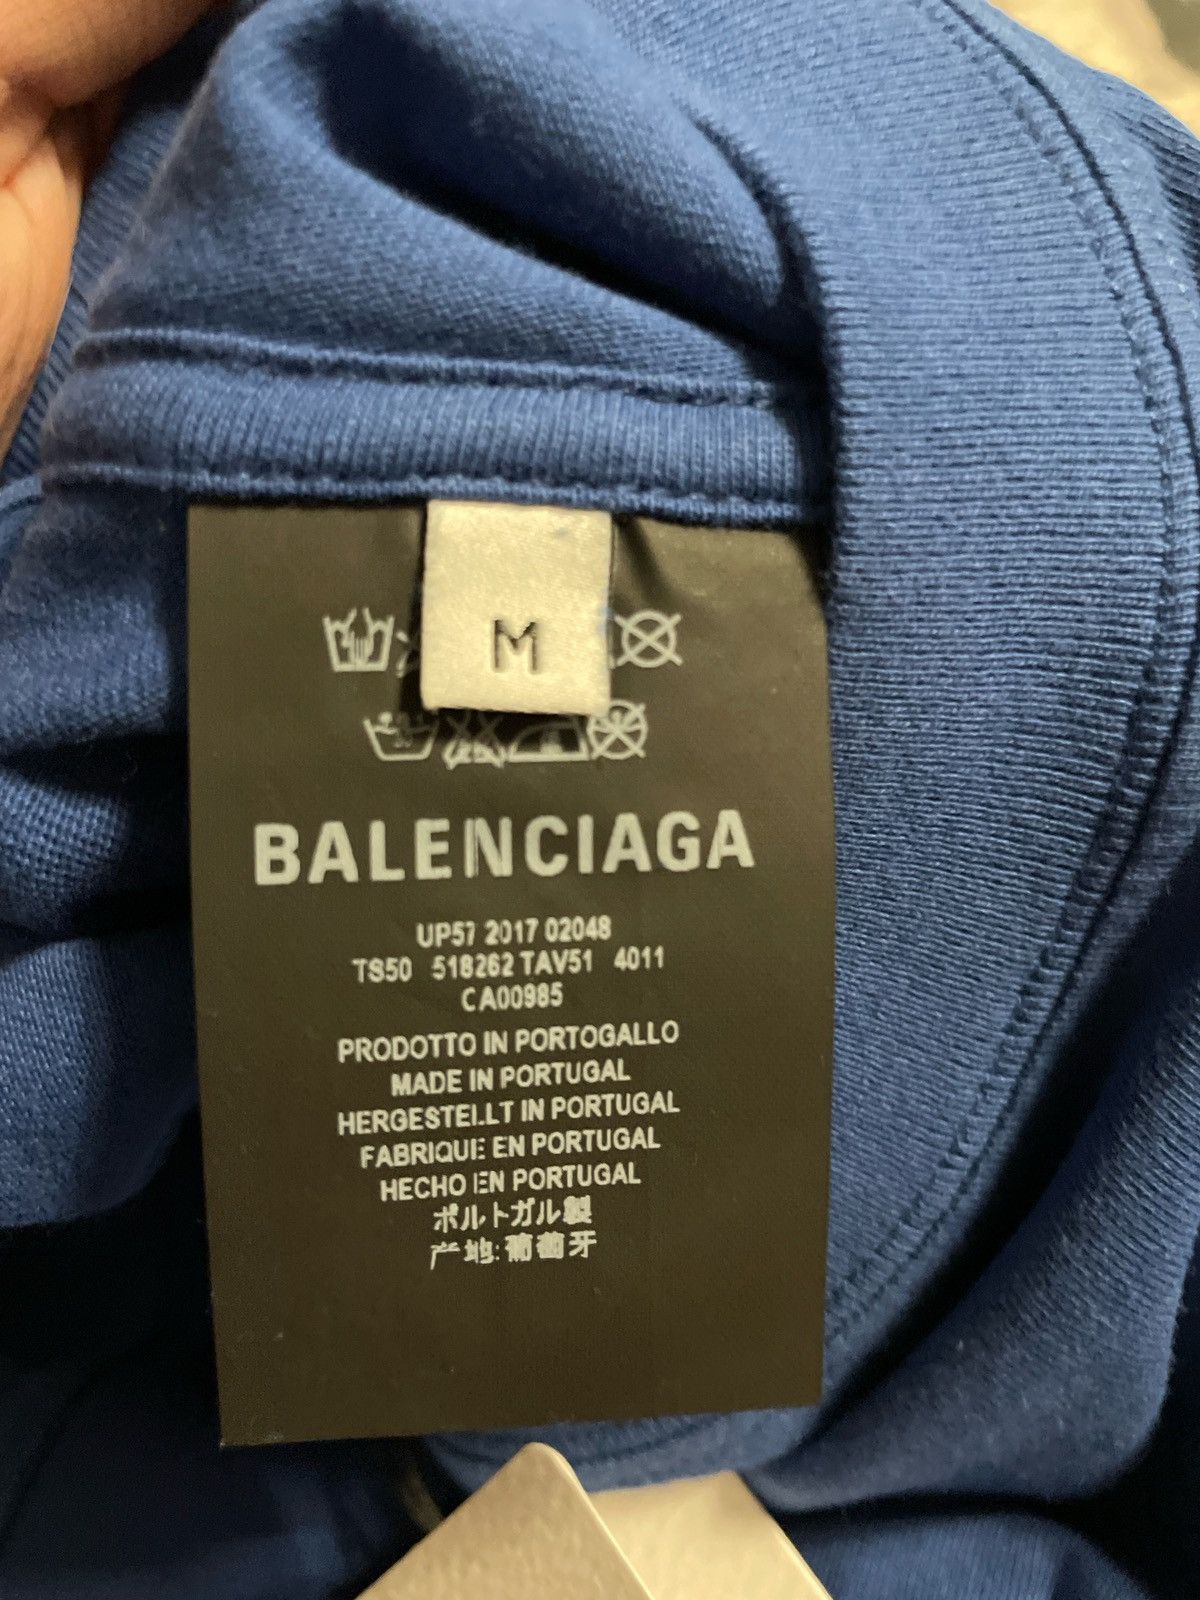 M
BALENCIAGA
UP57 2017 02048
TS50 518262 TAV51 4011
CA00985
PRODOTTO IN PORTOGALLO
MADE IN PORTUGAL
HERGESTELLT IN PORTUGAL
FABRIQUE EN PORTUGAL
HECHO EN PORTUGAL
ポルトガル製
产地:葡萄牙